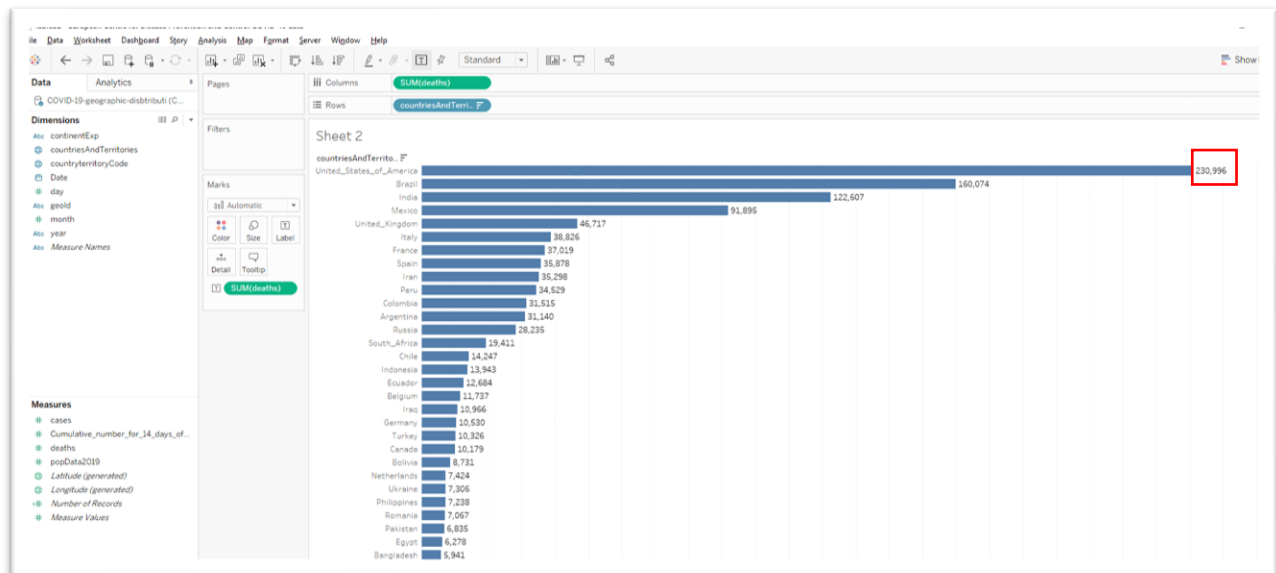 ile Data Worksheet Dashboard Story Analysis Map Format Server Window Help
Standard
Show
Data Analytics
COVID-19-geographic-disbtributi (C...
Dimensions
Abc continentExp
countriesAndTerritories
countryterritoryCode
Date
# day
Abc geoId
# month
Abc year
Abc Measure Names
Measures
# cases
# Cumulative_number_for_14_days_of...
# deaths
# popData2019
Latitude (generated)
Longitude (generated)
# Number of Records
# Measure Values
Pages
Filters
Marks
Automatic
Color Size Label
Detail Tooltip
SUM(deaths)
Columns SUM(deaths)
Rows countriesAndTerri..
Sheet 2
countriesAndTerrito..
United_States_of_America 230,996
Brazil 160,074
India 122,607
Mexico 91,895
United_Kingdom 46,717
Italy 38,826
France 37,019
Spain 35,878
Iran 35,298
Peru 34,529
Colombia 31,515
Argentina 31,140
Russia 28,235
South_Africa 19,411
Chile 14,247
Indonesia 13,943
Ecuador 12,684
Belgium 11,737
Iraq 10,966
Germany 10,530
Turkey 10,326
Canada 10,179
Bolivia 8,731
Netherlands 7,424
Ukraine 7,306
Philippines 7,238
Romania 7,067
Pakistan 6,835
Egypt 6,278
Bangladesh 5,941